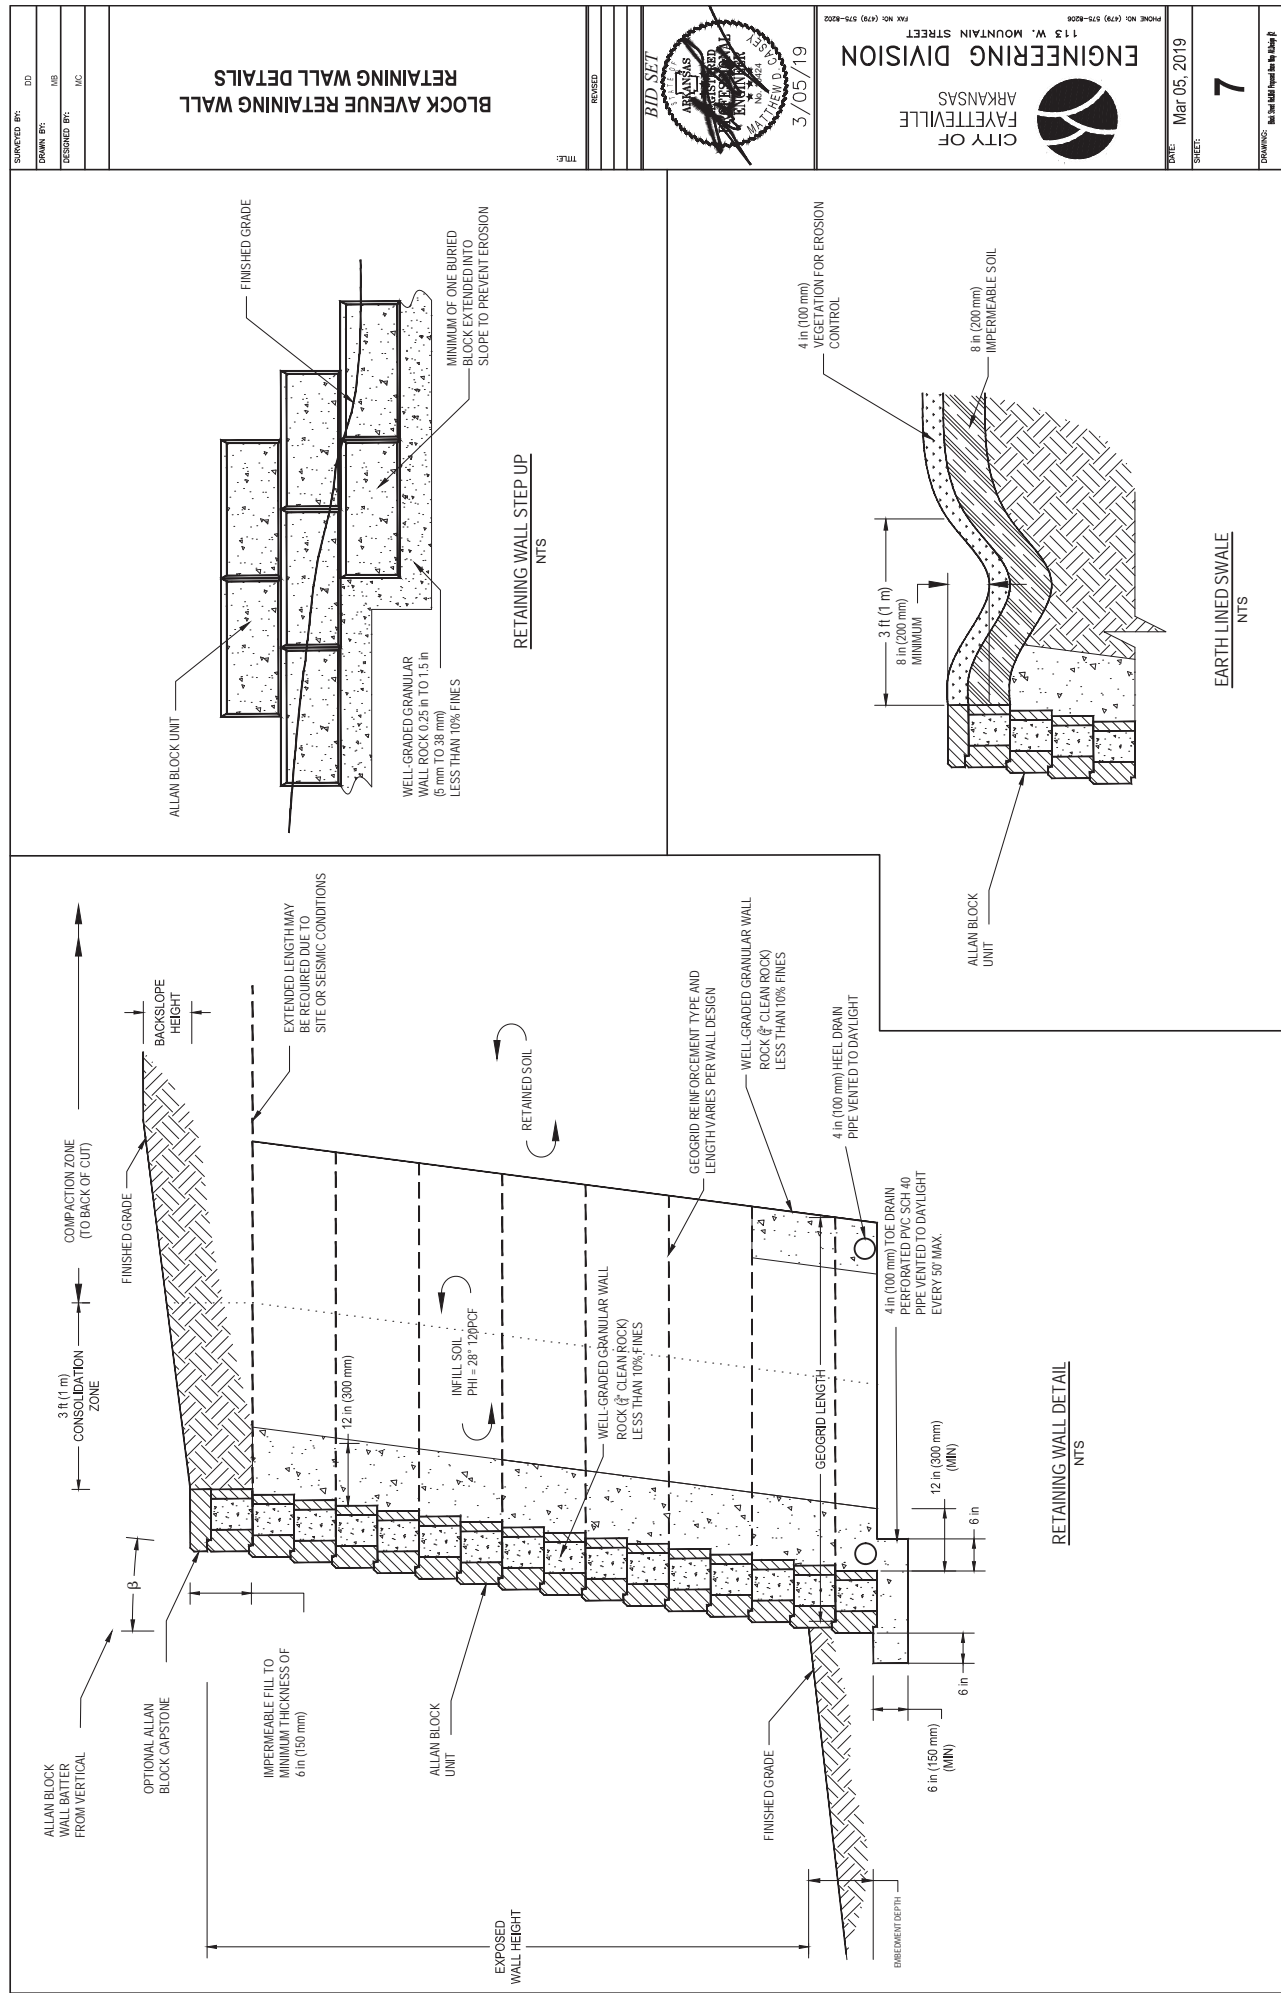 SURVEYED BY:
DD
DRAWN BY:
MB
DESIGNED BY:
MC
TITLE:
BLOCK AVENUE RETAINING WALL
RETAINING WALL DETAILS
REVISED
BID SET
STATE OF
ARKANSAS
REGISTERED
PROFESSIONAL
ENGINEER
MATTHEW D. CASEY
3/05/19
CITY OF
FAYETTEVILLE
ARKANSAS
ENGINEERING DIVISION
113 W. MOUNTAIN STREET
PHONE NO: (479) 575-8206
FAX NO: (479) 575-8202
DATE:
Mar 05, 2019
SHEET:
7
DRAWING:
ALLAN BLOCK UNIT
FINISHED GRADE
WELL-GRADED GRANULAR
WALL ROCK 0.25 in TO 1.5 in
(5 mm TO 38 mm)
LESS THAN 10% FINES
MINIMUM OF ONE BURIED
BLOCK EXTENDED INTO
SLOPE TO PREVENT EROSION
RETAINING WALL STEP UP
NTS
4 in (100 mm)
VEGETATION FOR EROSION
CONTROL
3 ft (1 m)
8 in (200 mm)
MINIMUM
8 in (200 mm)
IMPERMEABLE SOIL
ALLAN BLOCK
UNIT
EARTH LINED SWALE
NTS
ALLAN BLOCK
WALL BATTER
FROM VERTICAL
β
3 ft (1 m)
CONSOLIDATION
ZONE
COMPACTION ZONE
(TO BACK OF CUT)
FINISHED GRADE
BACKSLOPE
HEIGHT
OPTIONAL ALLAN
BLOCK CAPSTONE
IMPERMEABLE FILL TO
MINIMUM THICKNESS OF
6 in (150 mm)
EXTENDED LENGTH MAY
BE REQUIRED DUE TO
SITE OR SEISMIC CONDITIONS
12 in (300 mm)
INFILL SOIL
PHI = 28° 120PCF
RETAINED SOIL
ALLAN BLOCK
UNIT
WELL-GRADED GRANULAR WALL
ROCK (¾" CLEAN ROCK)
LESS THAN 10% FINES
GEOGRID REINFORCEMENT TYPE AND
LENGTH VARIES PER WALL DESIGN
WELL-GRADED GRANULAR WALL
ROCK (¾" CLEAN ROCK)
LESS THAN 10% FINES
GEOGRID LENGTH
4 in (100 mm) HEEL DRAIN
PIPE VENTED TO DAYLIGHT
4 in (100 mm) TOE DRAIN
PERFORATED PVC SCH 40
PIPE VENTED TO DAYLIGHT
EVERY 50' MAX.
EXPOSED
WALL HEIGHT
FINISHED GRADE
EMBEDMENT DEPTH
6 in (150 mm)
(MIN)
6 in
12 in (300 mm)
(MIN)
6 in
RETAINING WALL DETAIL
NTS